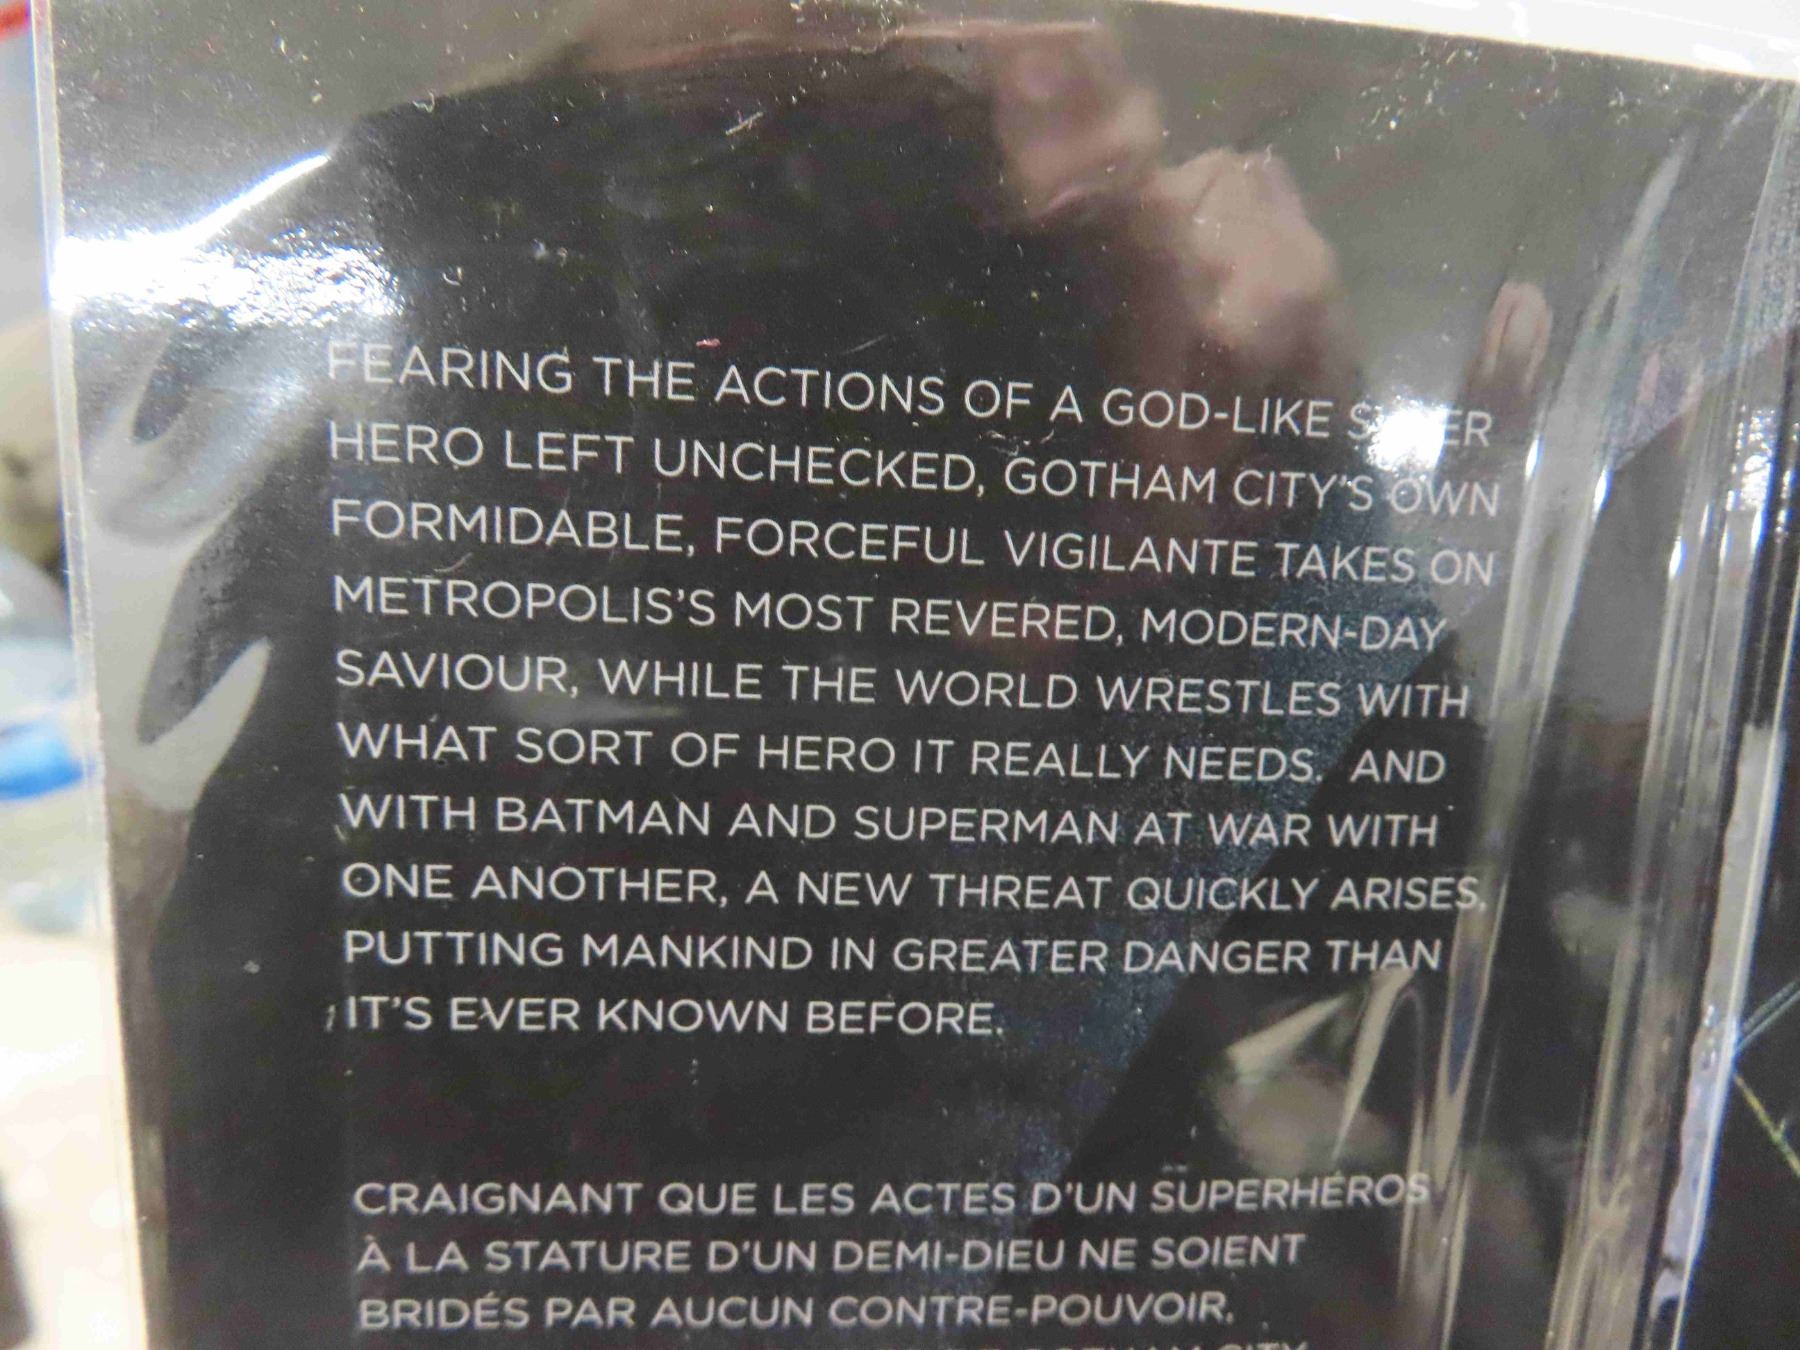 FEARING THE ACTIONS OF A GOD-LIKE SUPER
HERO LEFT UNCHECKED, GOTHAM CITY'S OWN
FORMIDABLE, FORCEFUL VIGILANTE TAKES ON
METROPOLIS'S MOST REVERED, MODERN-DAY
SAVIOUR, WHILE THE WORLD WRESTLES WITH
WHAT SORT OF HERO IT REALLY NEEDS. AND
WITH BATMAN AND SUPERMAN AT WAR WITH
ONE ANOTHER, A NEW THREAT QUICKLY ARISES,
PUTTING MANKIND IN GREATER DANGER THAN
IT'S EVER KNOWN BEFORE.
CRAIGNANT QUE LES ACTES D'UN SUPERHÉROS
À LA STATURE D'UN DEMI-DIEU NE SOIENT
BRIDÉS PAR AUCUN CONTRE-POUVOIR,
GOTHAM CITY